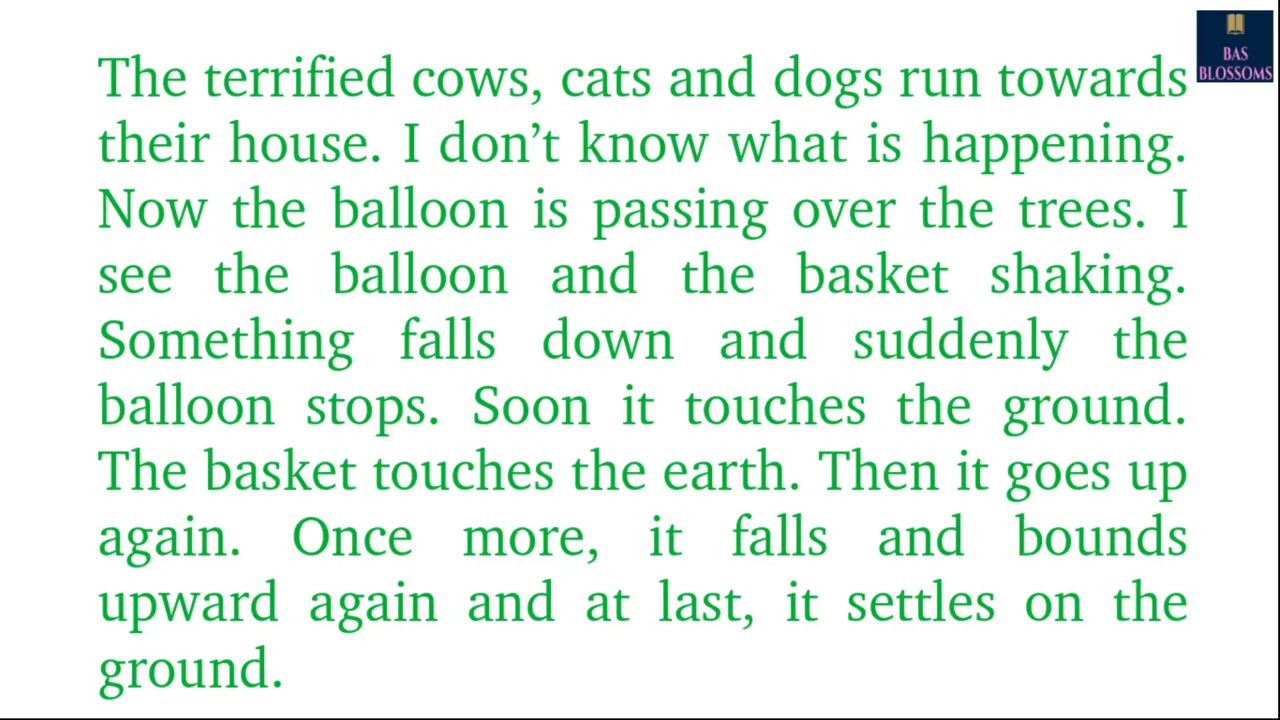 BAS
BLOSSOMS
The terrified cows, cats and dogs run towards
their house. I don’t know what is happening.
Now the balloon is passing over the trees. I
see the balloon and the basket shaking.
Something falls down and suddenly the
balloon stops. Soon it touches the ground.
The basket touches the earth. Then it goes up
again. Once more, it falls and bounds
upward again and at last, it settles on the
ground.